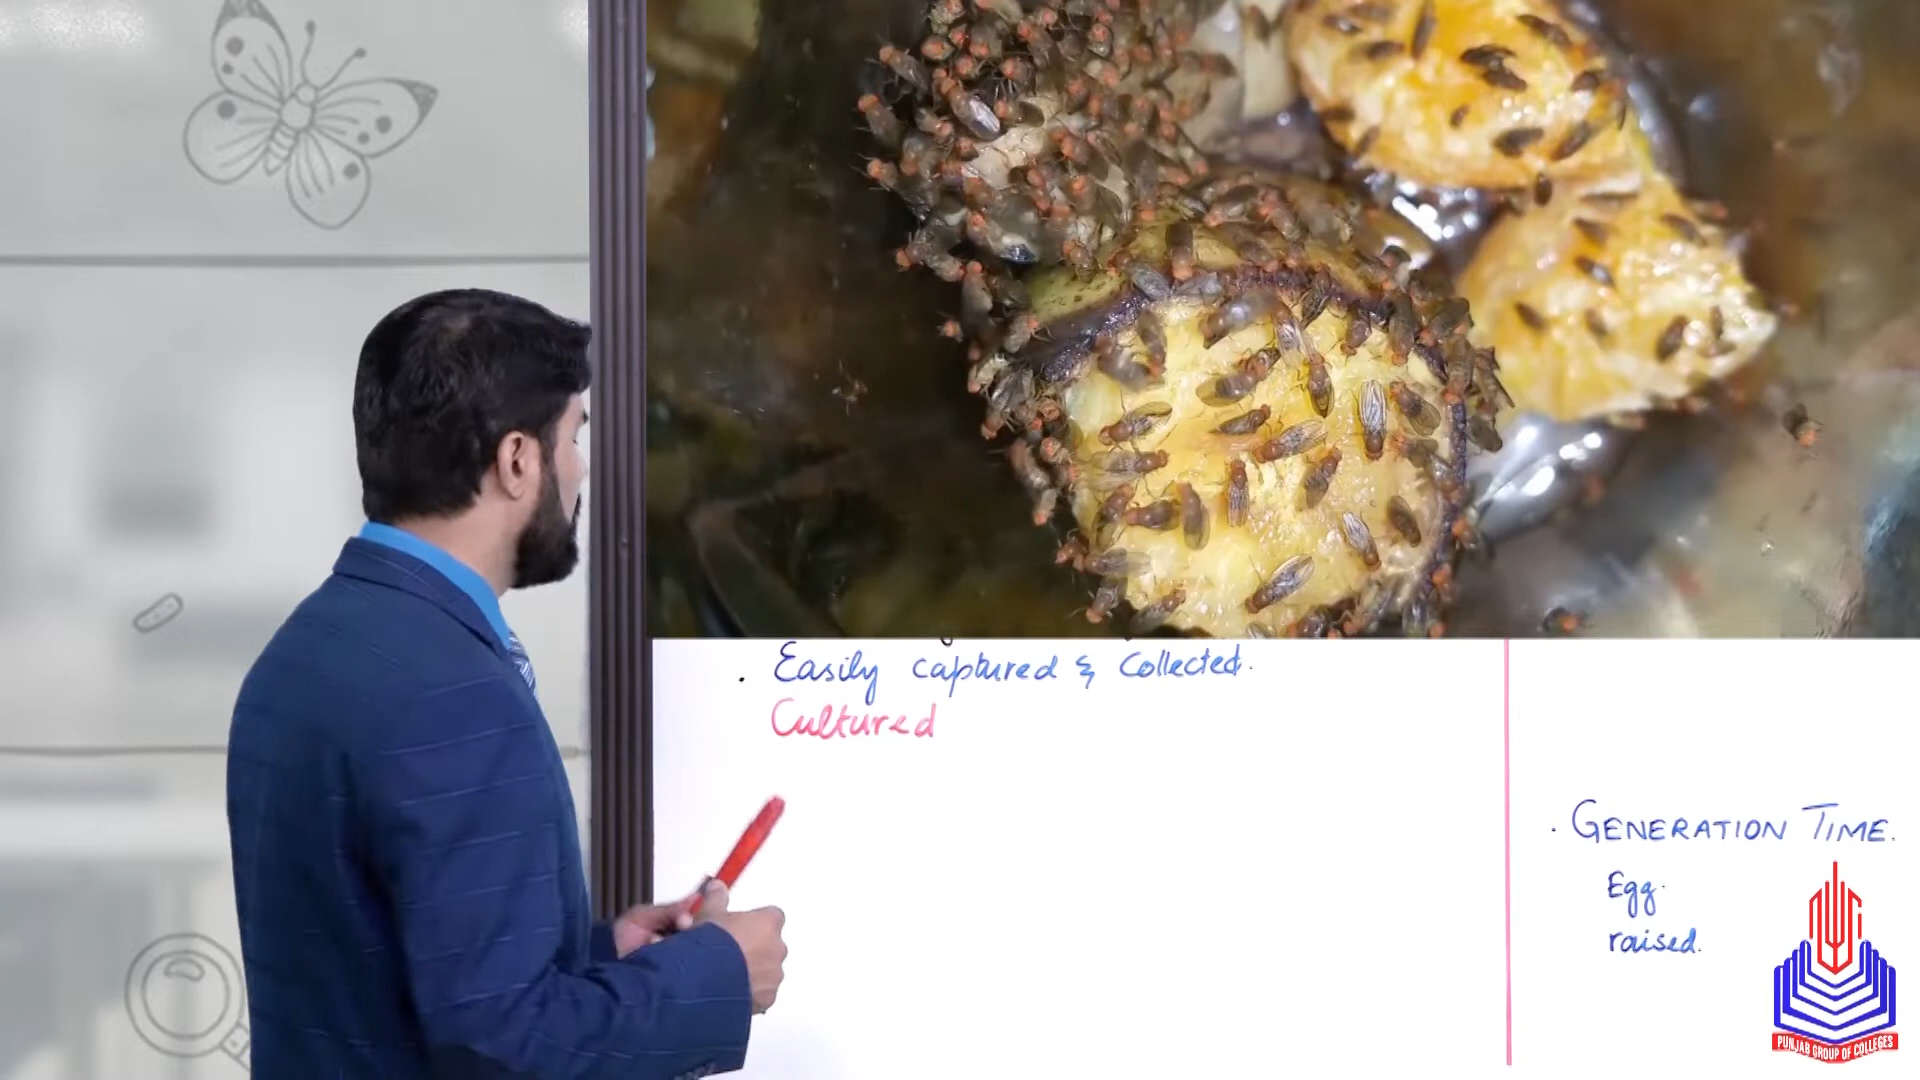 . Easily captured & Collected.
Cultured
. GENERATION TIME.
Egg.
raised.
PUNJAB GROUP OF COLLEGES